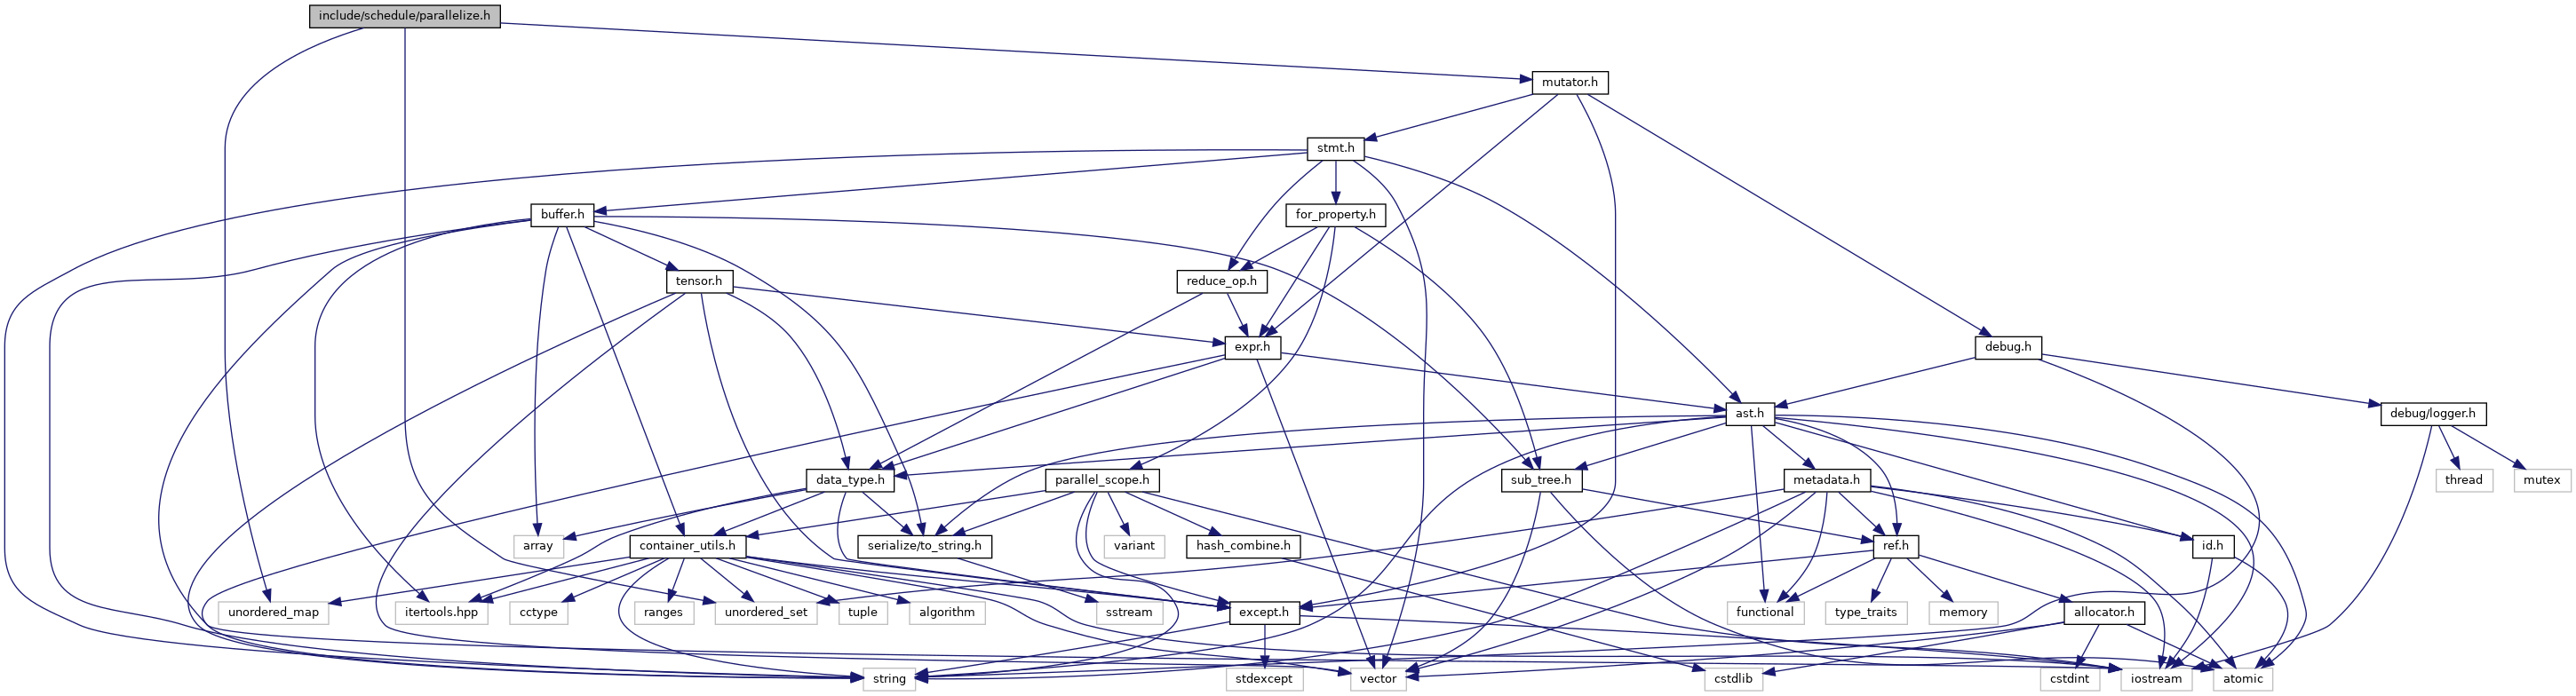 include/schedule/parallelize.h
mutator.h
stmt.h
buffer.h
for_property.h
tensor.h
reduce_op.h
expr.h
debug.h
ast.h
debug/logger.h
data_type.h
parallel_scope.h
sub_tree.h
metadata.h
thread
mutex
array
container_utils.h
serialize/to_string.h
variant
hash_combine.h
ref.h
id.h
unordered_map
itertools.hpp
cctype
ranges
unordered_set
tuple
algorithm
sstream
except.h
functional
type_traits
memory
allocator.h
string
stdexcept
vector
cstdlib
cstdint
iostream
atomic